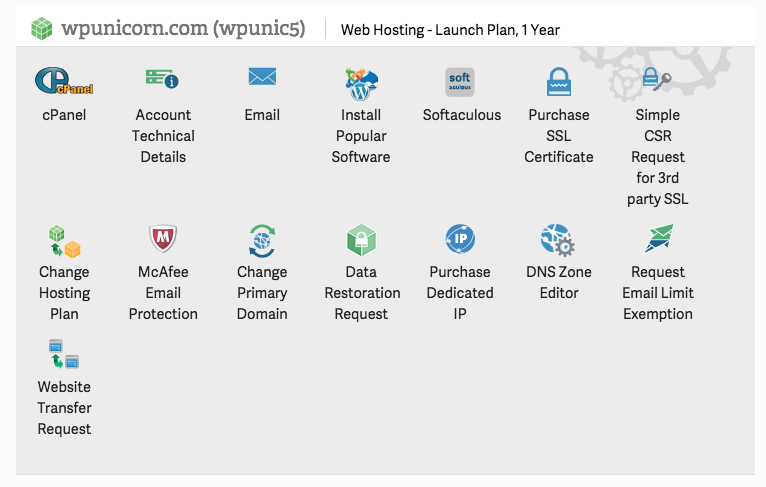 wpunicorn.com (wpunic5)
Web Hosting - Launch Plan, 1 Year
cPanel
cPanel
Account
Technical
Details
Email
Install
Popular
Software
soft
aculous
Softaculous
Purchase
SSL
Certificate
Simple
CSR
Request
for 3rd
party SSL
Change
Hosting
Plan
McAfee
Email
Protection
Change
Primary
Domain
Data
Restoration
Request
IP
Purchase
Dedicated
IP
DNS Zone
Editor
Request
Email Limit
Exemption
Website
Transfer
Request